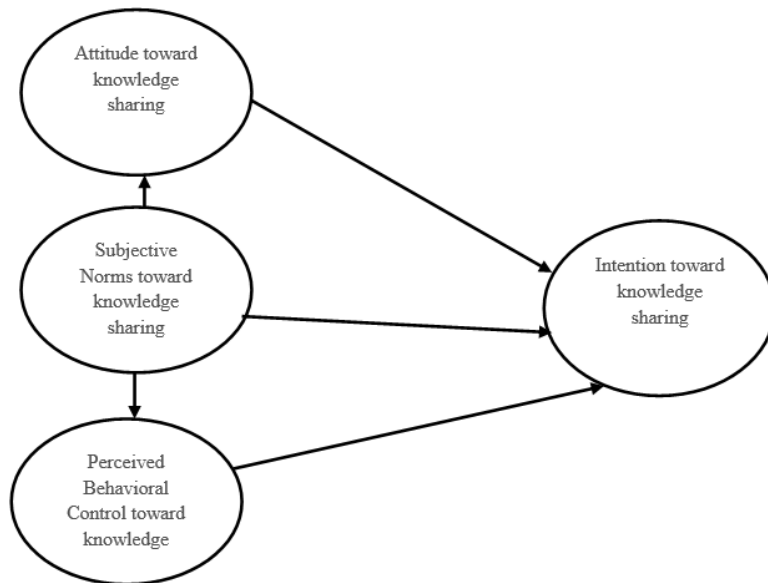 Attitude toward
knowledge
sharing
Subjective
Norms toward
knowledge
sharing
Intention toward
knowledge
sharing
Perceived
Behavioral
Control toward
knowledge